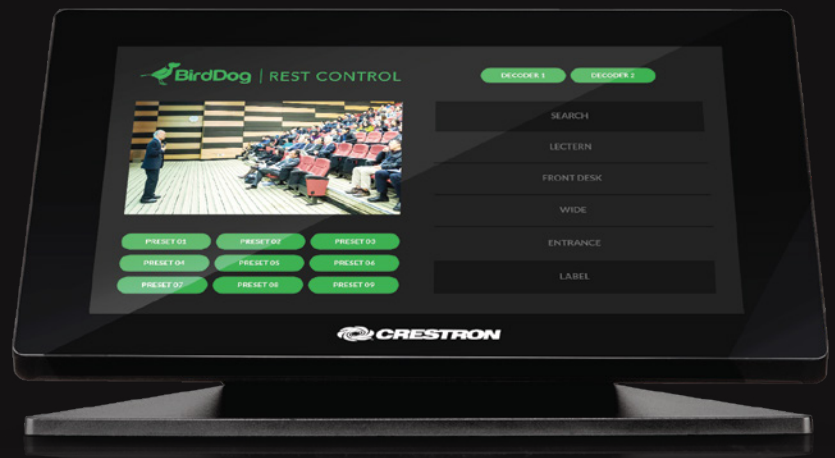 BirdDog | REST CONTROL
DECODER 1 DECODER 2
SEARCH
LECTERN
FRONT DESK
WIDE
ENTRANCE
LABEL
PRESET 01 PRESET 02 PRESET 03
PRESET 04 PRESET 05 PRESET 06
PRESET 07 PRESET 08 PRESET 09
CRESTRON